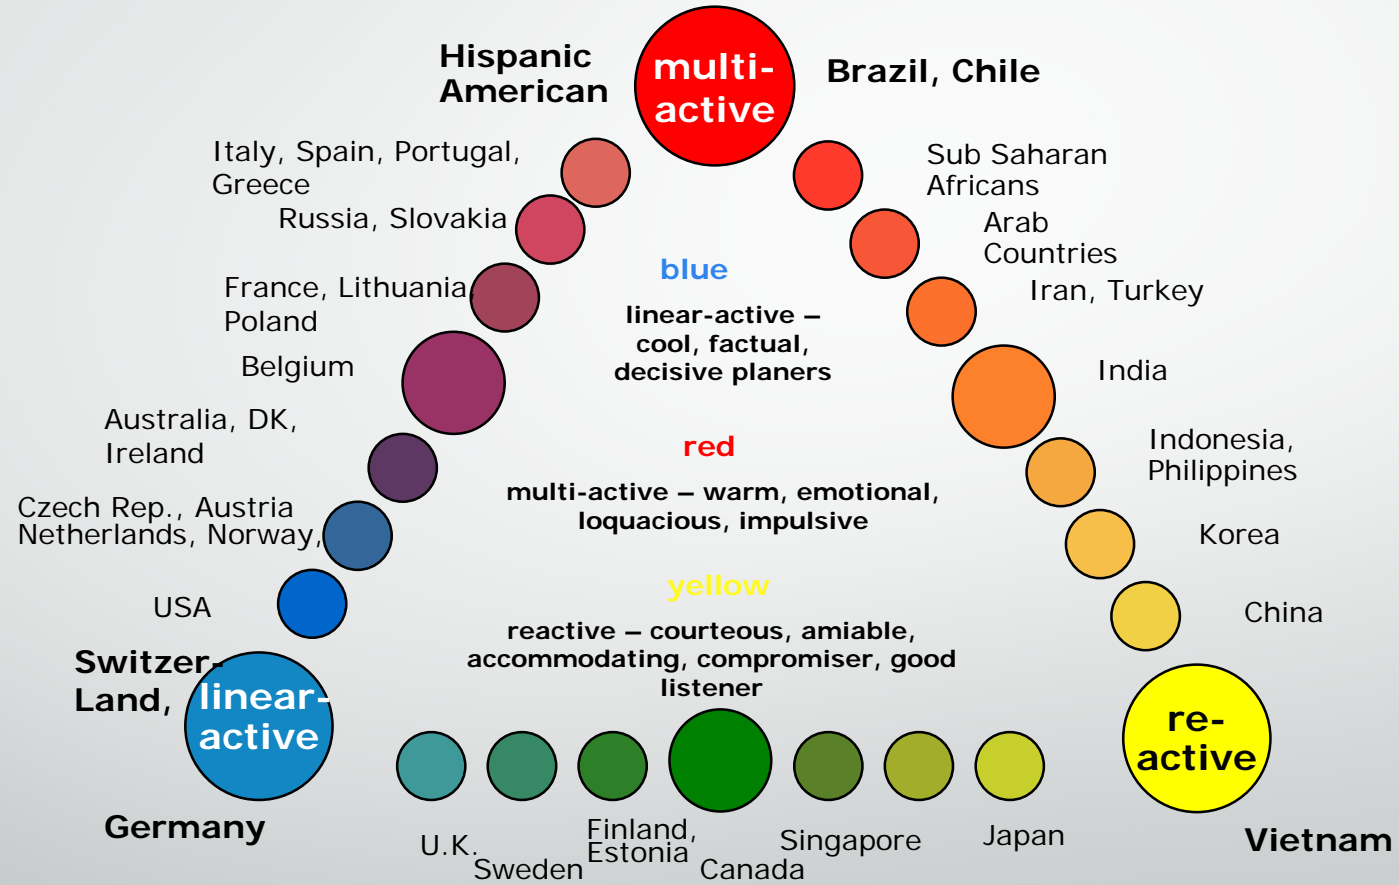 Hispanic
American
multi-
active
Brazil, Chile
Italy, Spain, Portugal,
Greece
Sub Saharan
Africans
Russia, Slovakia
Arab
Countries
France, Lithuania
Poland
blue
Iran, Turkey
linear-active –
cool, factual,
decisive planers
Belgium
India
Australia, DK,
Ireland
red
Indonesia,
Philippines
multi-active – warm, emotional,
loquacious, impulsive
Czech Rep., Austria
Netherlands, Norway,
Korea
yellow
USA
China
reactive – courteous, amiable,
accommodating, compromiser, good
listener
Switzer-
Land,
linear-
active
re-
active
Germany
U.K.
Sweden
Finland,
Estonia
Canada
Singapore
Japan
Vietnam